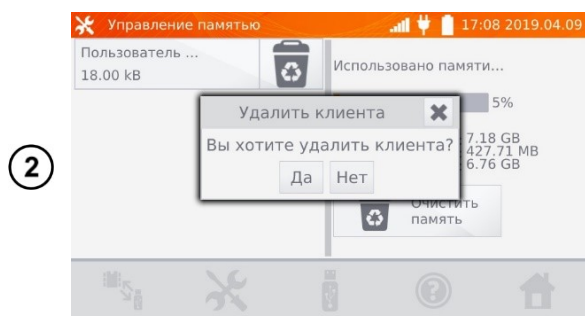 Управление памятью
17:08 2019.04.09
Пользователь ...
18.00 kB
Использовано памяти...
5%
Удалить клиента
Вы хотите удалить клиента?
Да Нет
7.18 GB
427.71 MB
6.76 GB
Очистить
память
2